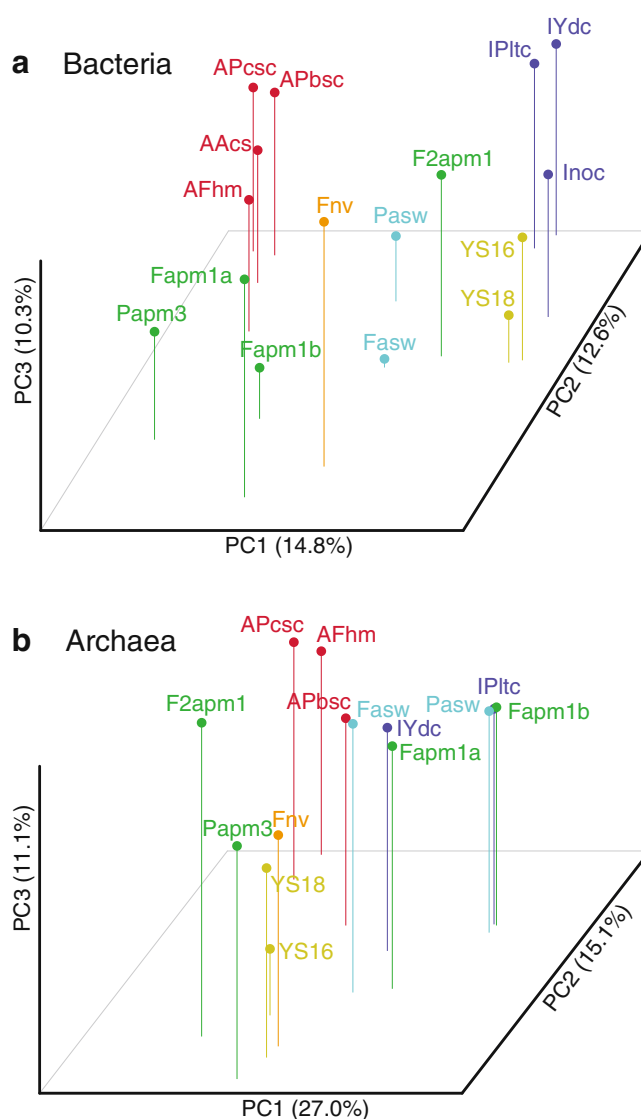 a Bacteria
IYdc
IPltc
APcsc
APbsc
AAcs
F2apm1
Inoc
AFhm
Fnv
Pasw
YS16
Fapm1a
YS18
Papm3
Fapm1b
Fasw
PC3 (10.3%)
PC2 (12.6%)
PC1 (14.8%)
b Archaea
APcsc
AFhm
F2apm1
APbsc
Fasw
IYdc
Pasw
IPltc
Fapm1b
Fapm1a
Papm3
Fnv
YS18
YS16
PC3 (11.1%)
PC2 (15.1%)
PC1 (27.0%)